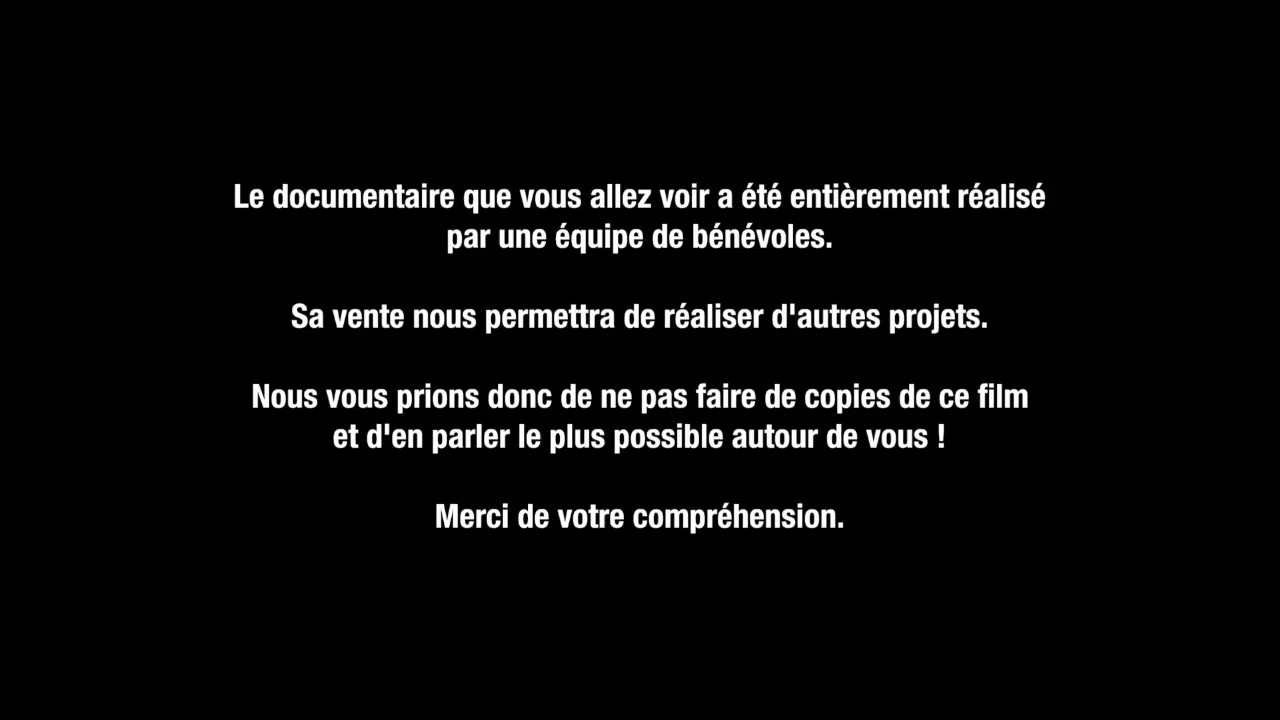 Le documentaire que vous allez voir a été entièrement réalisé
par une équipe de bénévoles.
Sa vente nous permettra de réaliser d'autres projets.
Nous vous prions donc de ne pas faire de copies de ce film
et d'en parler le plus possible autour de vous !
Merci de votre compréhension.